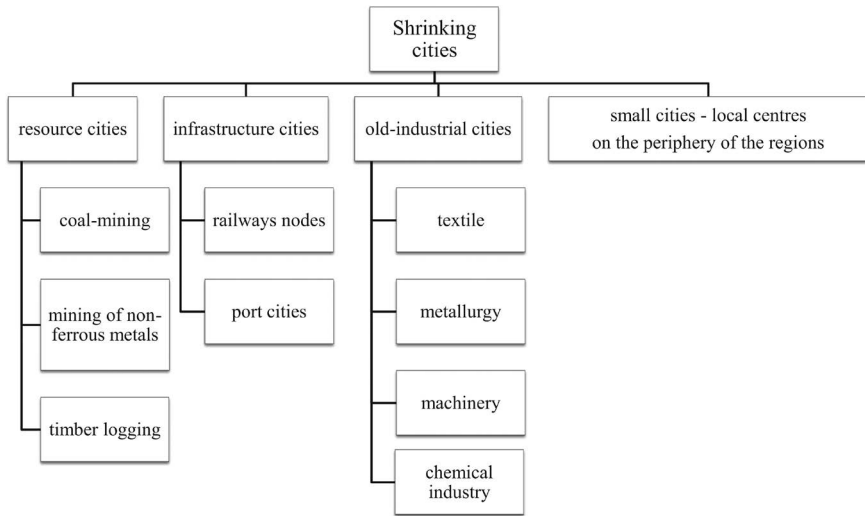 Shrinking
cities
resource cities
infrastructure cities
old-industrial cities
small cities - local centres
on the periphery of the regions
coal-mining
railways nodes
textile
mining of non-
ferrous metals
port cities
metallurgy
timber logging
machinery
chemical
industry